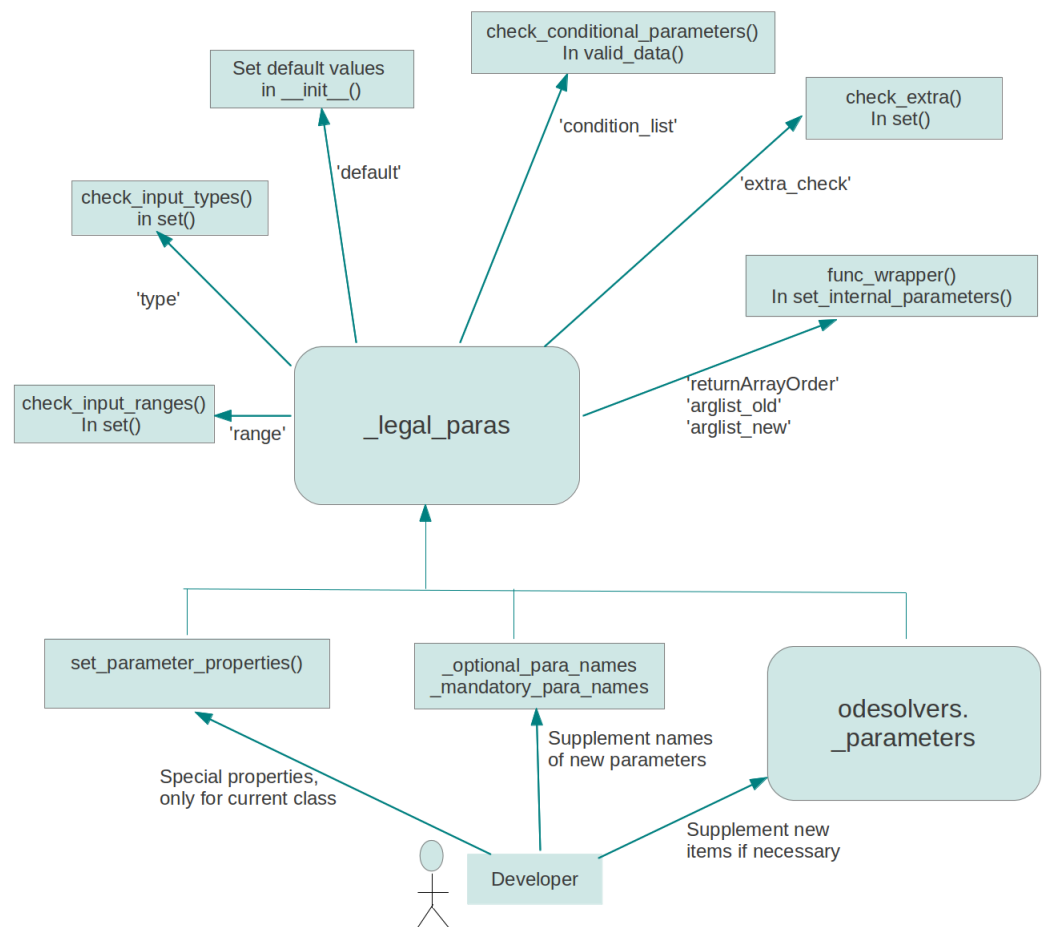 check_conditional_parameters()
In valid_data()
Set default values
in __init__()
check_extra()
In set()
'condition_list'
'default'
'extra_check'
check_input_types()
in set()
func_wrapper()
In set_internal_parameters()
'type'
'returnArrayOrder'
'arglist_old'
'arglist_new'
check_input_ranges()
In set()
'range'
_legal_paras
set_parameter_properties()
_optional_para_names
_mandatory_para_names
odesolvers.
_parameters
Supplement names
of new parameters
Special properties,
only for current class
Supplement new
items if necessary
Developer